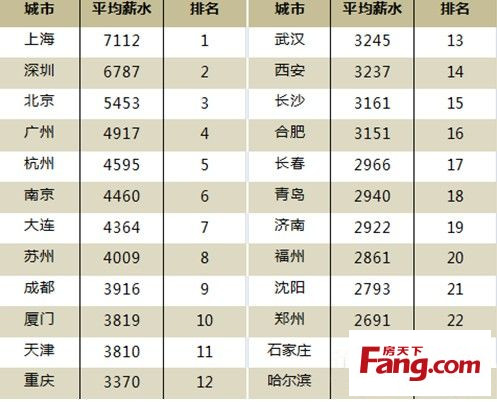 城市 平均薪水 排名 城市 平均薪水 排名
上海 7112 1 武汉 3245 13
深圳 6787 2 西安 3237 14
北京 5453 3 长沙 3161 15
广州 4917 4 合肥 3151 16
杭州 4595 5 长春 2966 17
南京 4460 6 青岛 2940 18
大连 4364 7 济南 2922 19
苏州 4009 8 福州 2861 20
成都 3916 9 沈阳 2793 21
厦门 3819 10 郑州 2691 22
天津 3810 11 石家庄
重庆 3370 12 哈尔滨
房天下
Fang.com